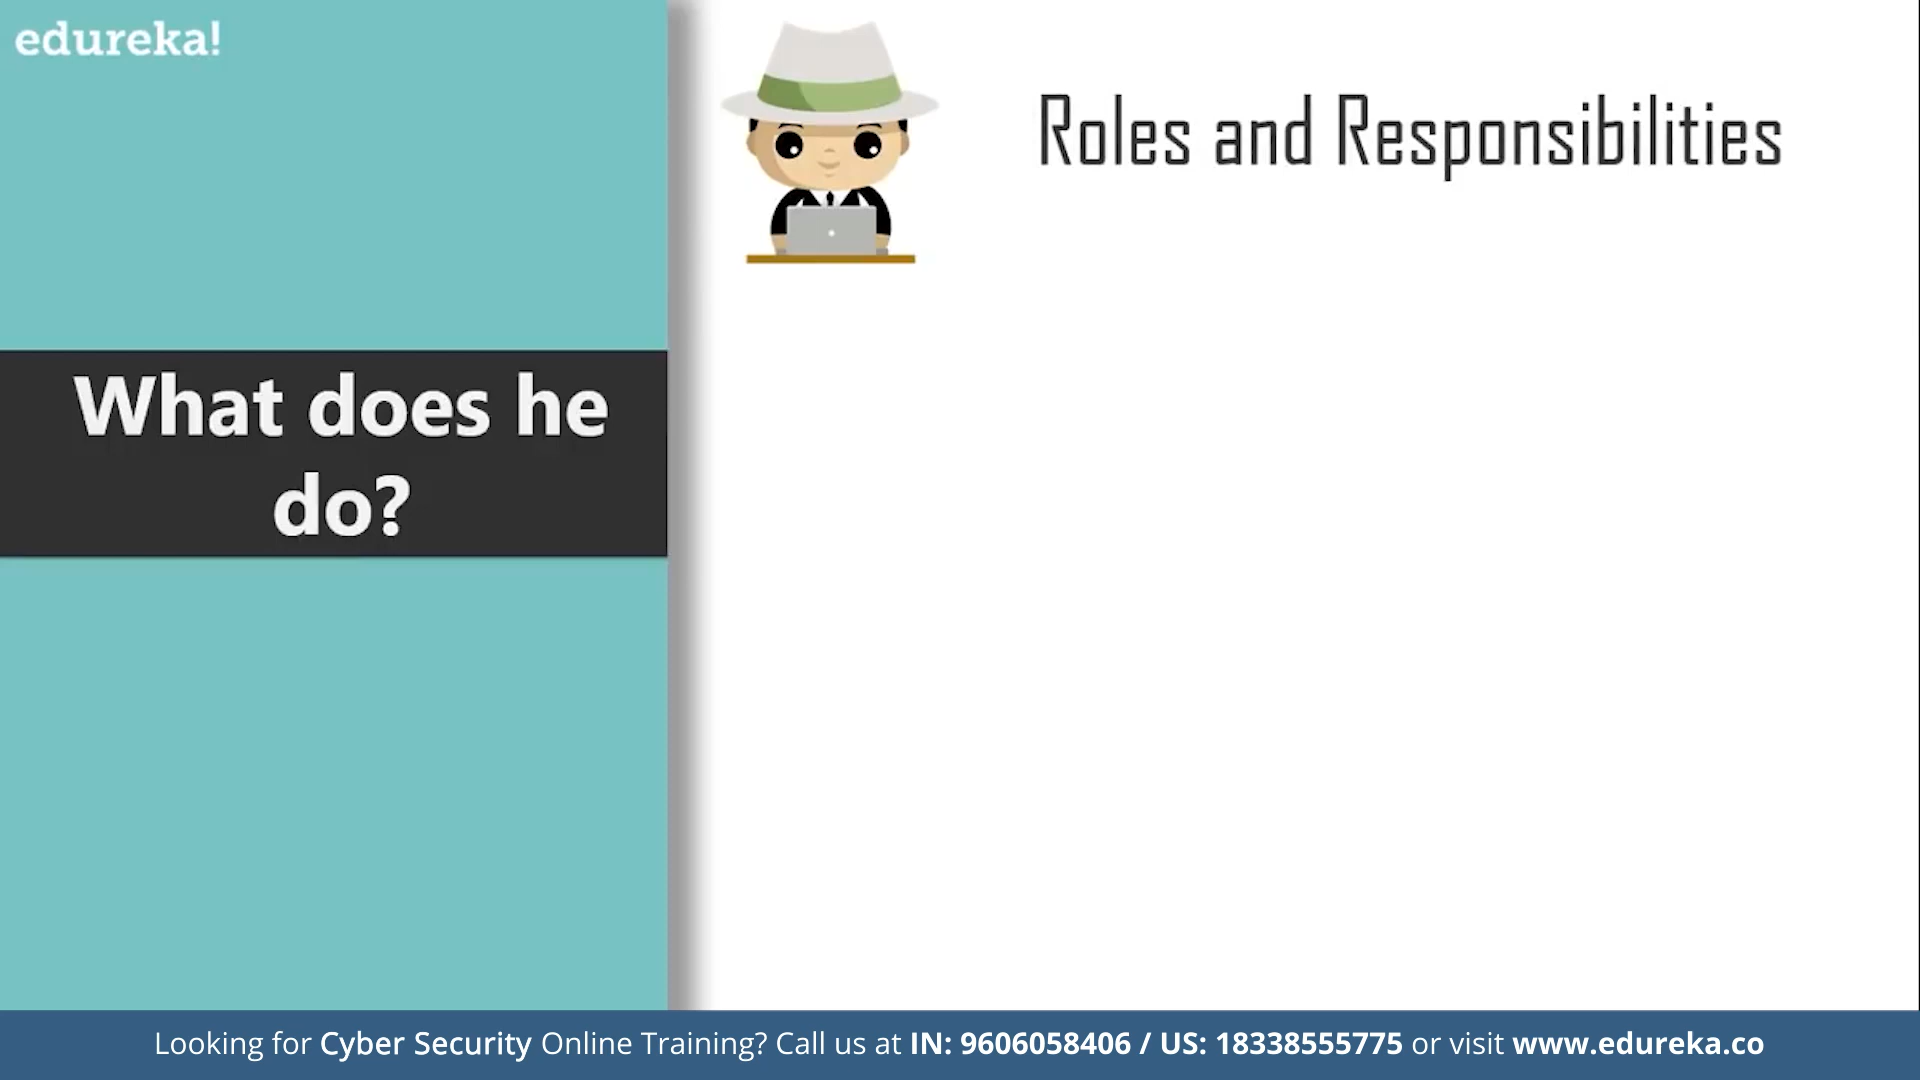 edureka!
Roles and Responsibilities
What does he
do?
Looking for Cyber Security Online Training? Call us at IN: 9606058406 / US: 18338555775 or visit www.edureka.co